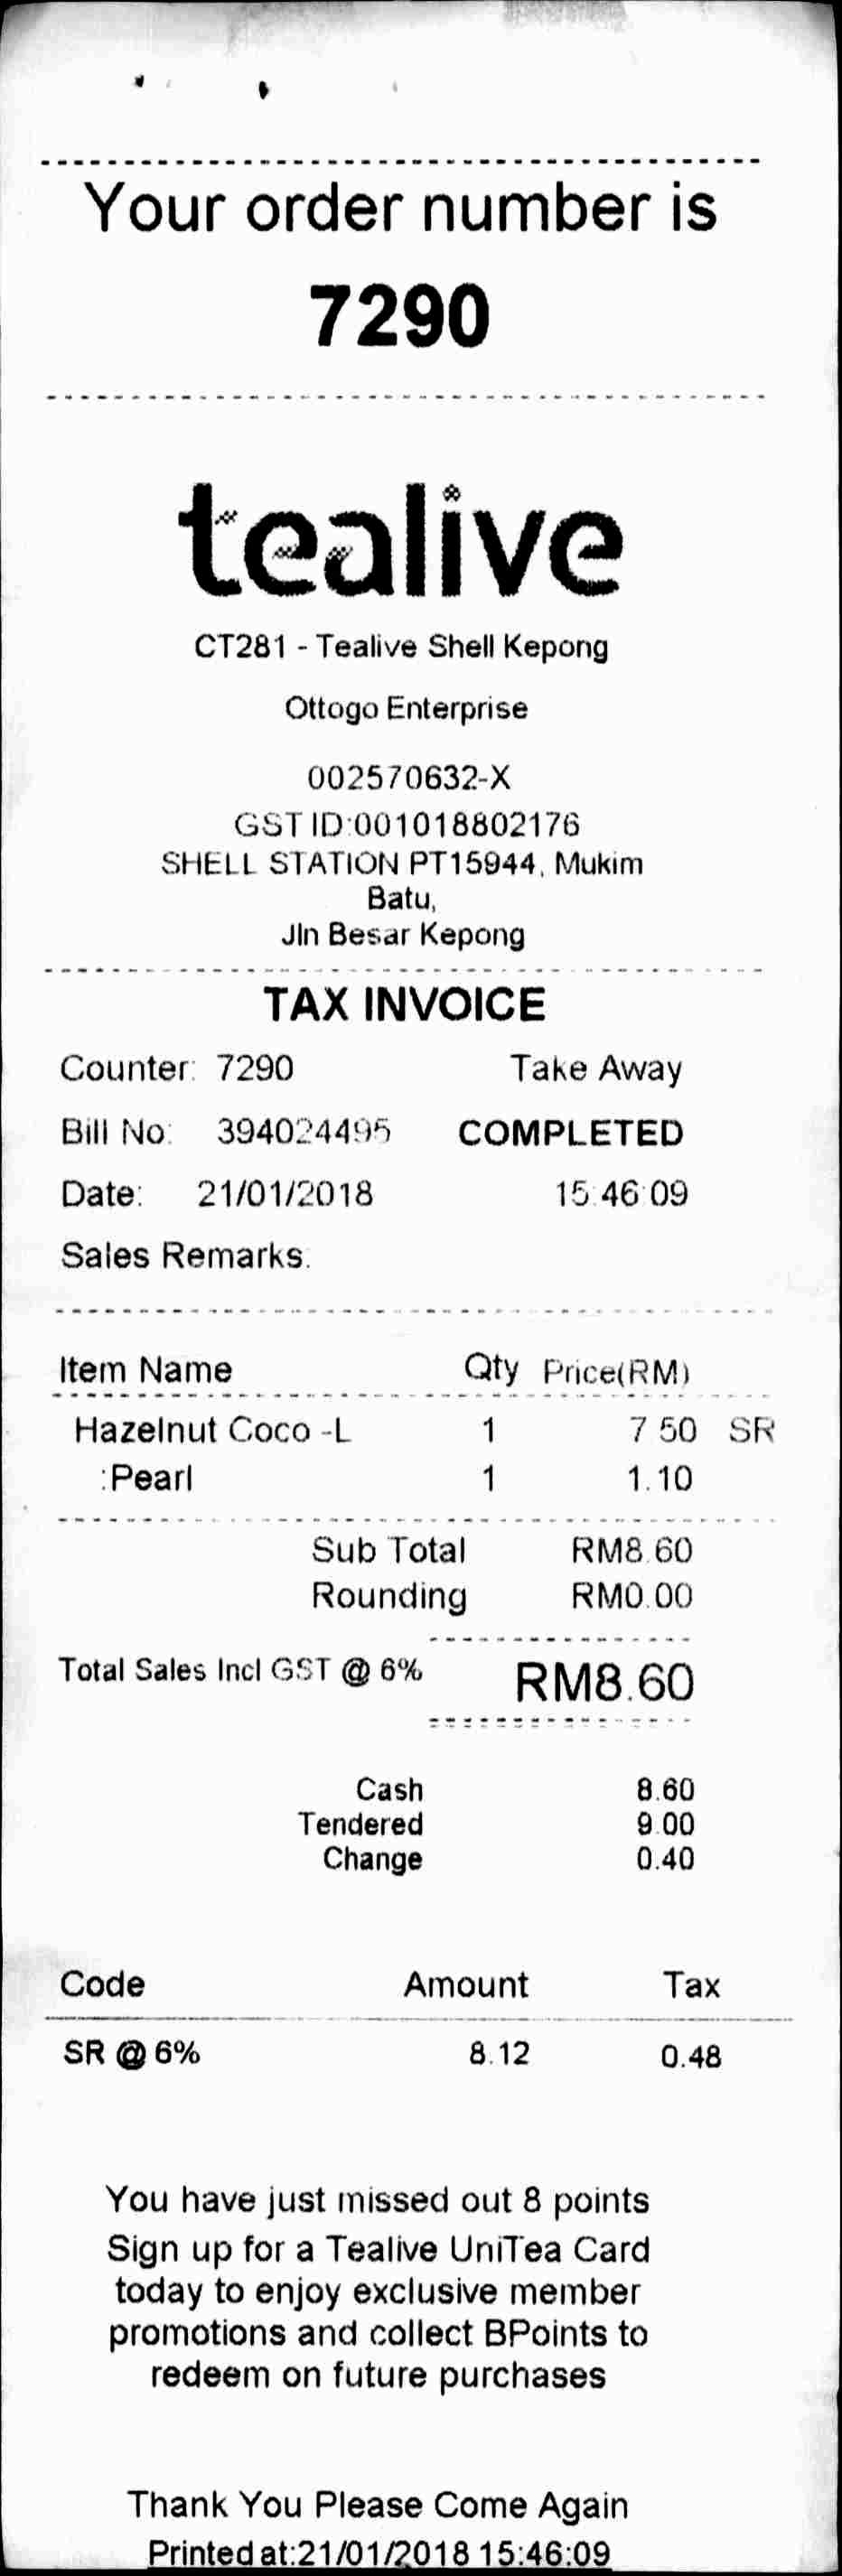 Your order number is
7290
tealive
CT281 - Tealive Shell Kepong
Ottogo Enterprise
002570632-X
GST ID:001018802176
SHELL STATION PT15944, Mukim
Batu,
Jln Besar Kepong
TAX INVOICE
Counter: 7290 Take Away
Bill No: 394024495 COMPLETED
Date: 21/01/2018 15:46:09
Sales Remarks:
Item Name Qty Price(RM)
Hazelnut Coco -L 1 7.50 SR
:Pearl 1 1.10
Sub Total RM8.60
Rounding RM0.00
Total Sales Incl GST @ 6% RM8.60
Cash 8.60
Tendered 9.00
Change 0.40
Code Amount Tax
SR @ 6% 8.12 0.48
You have just missed out 8 points
Sign up for a Tealive UniTea Card
today to enjoy exclusive member
promotions and collect BPoints to
redeem on future purchases
Thank You Please Come Again
Printed at:21/01/2018 15:46:09